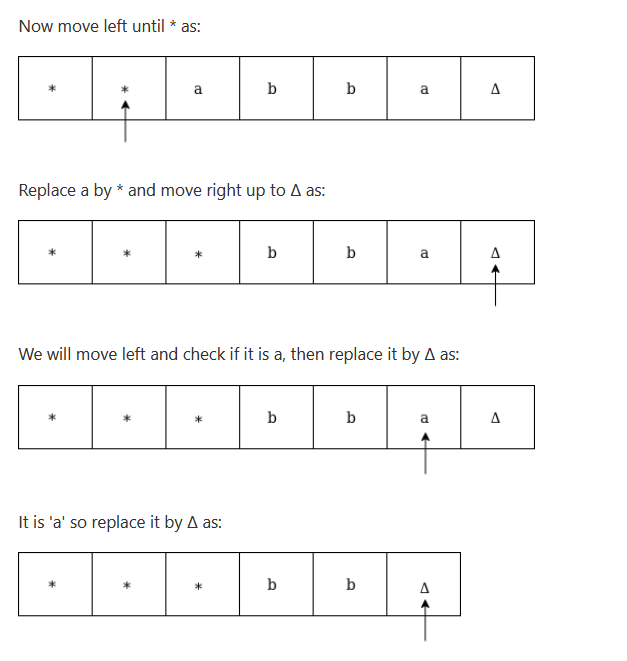 Now move left until * as:
* * a b b a Δ
Replace a by * and move right up to Δ as:
* * * b b a Δ
We will move left and check if it is a, then replace it by Δ as:
* * * b b a Δ
It is 'a' so replace it by Δ as:
* * * b b Δ